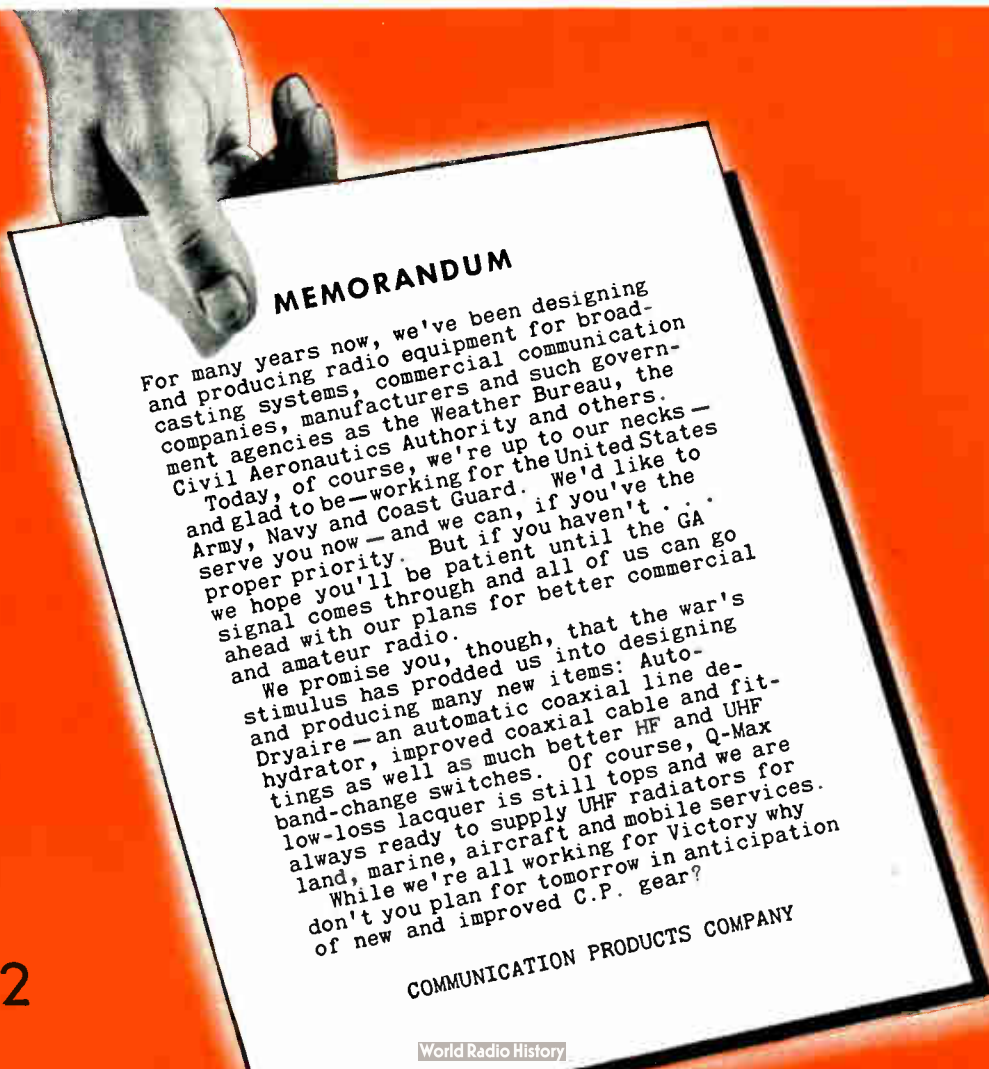 MEMORANDUM
For many years now, we've been designing
and producing radio equipment for broad-
casting systems, commercial communication
companies, manufacturers and such govern-
ment agencies as the Weather Bureau, the
Civil Aeronautics Authority and others.
Today, of course, we're up to our necks—
and glad to be—working for the United States
Army, Navy and Coast Guard. We'd like to
serve you now—and we can, if you've the
proper priority. But if you haven't . . .
we hope you'll be patient until the GA
signal comes through and all of us can go
ahead with our plans for better commercial
and amateur radio.
We promise you, though, that the war's
stimulus has prodded us into designing
and producing many new items: Auto-
Dryaire—an automatic coaxial line de-
hydrator, improved coaxial cable and fit-
tings as well as much better HF and UHF
band-change switches. Of course, Q-Max
low-loss lacquer is still tops and we are
always ready to supply UHF radiators for
land, marine, aircraft and mobile services.
While we're all working for Victory why
don't you plan for tomorrow in anticipation
of new and improved C.P. gear?
COMMUNICATION PRODUCTS COMPANY
2
World Radio History